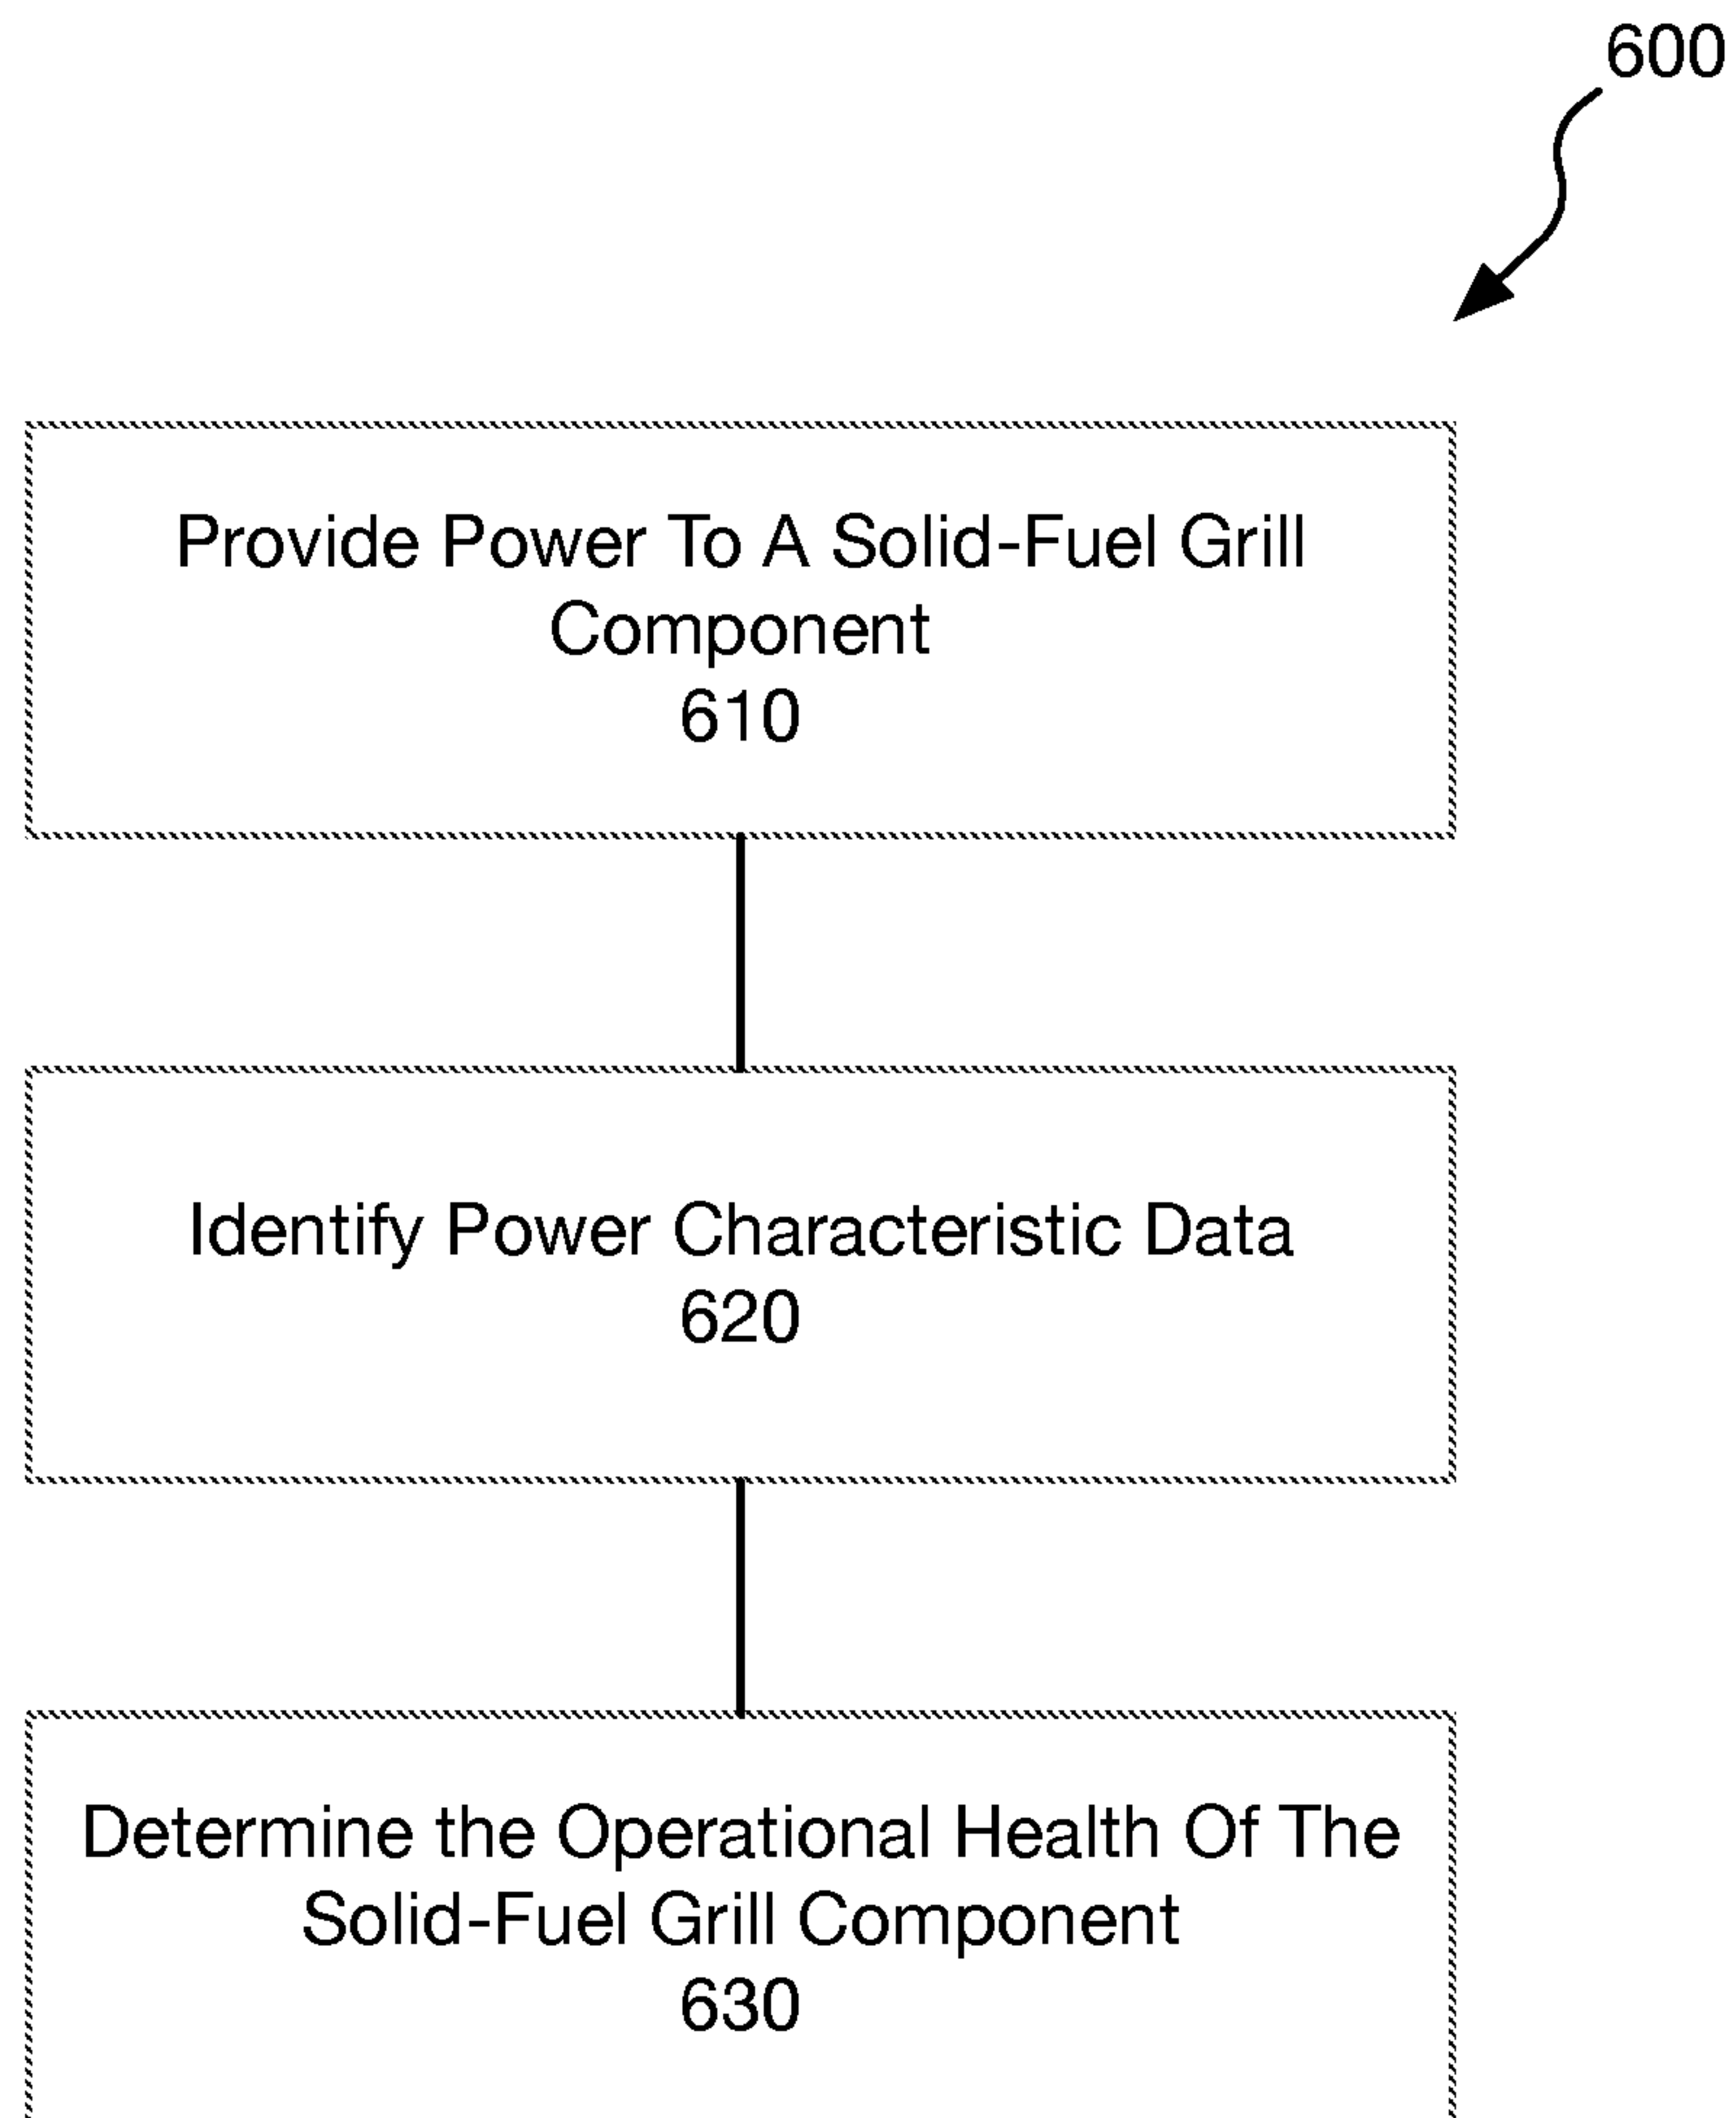 600
Provide Power To A Solid-Fuel Grill
Component
610
Identify Power Characteristic Data
620
Determine the Operational Health Of The
Solid-Fuel Grill Component
630